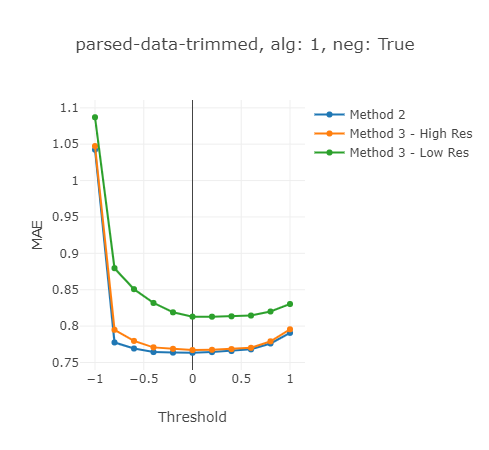 parsed-data-trimmed, alg: 1, neg: True
1.1
1.05
1
0.95
0.9
0.85
0.8
0.75
MAE
−1
−0.5
0
0.5
1
Threshold
Method 2
Method 3 - High Res
Method 3 - Low Res